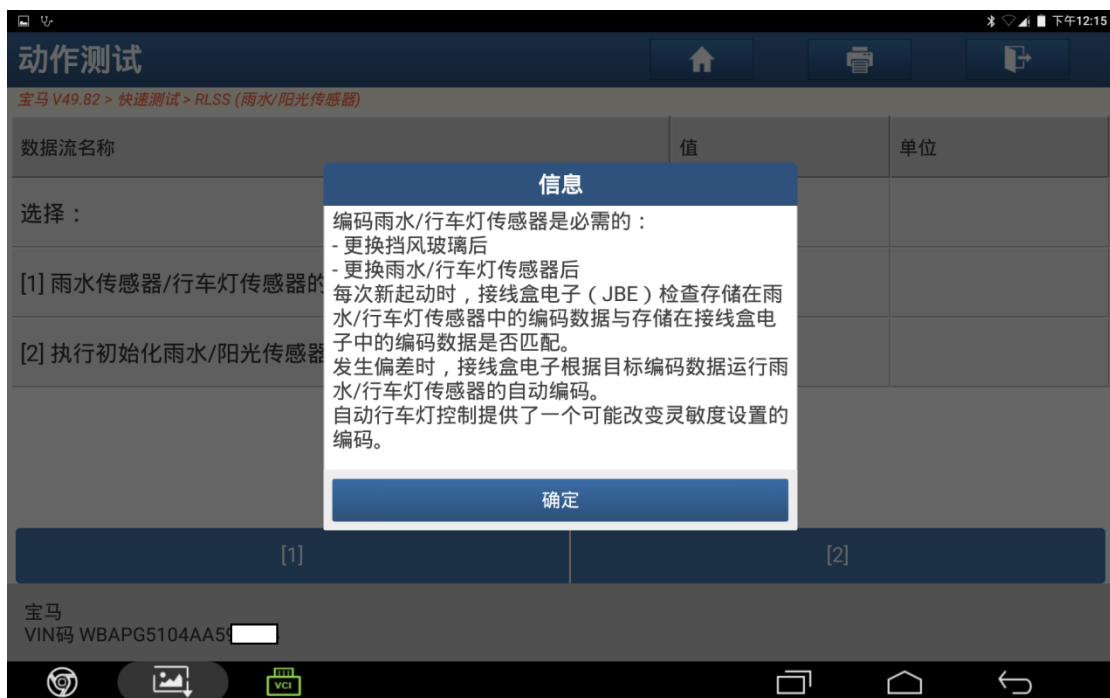 下午12:15
动作测试
宝马 V49.82 > 快速测试 > RLSS (雨水/阳光传感器)
数据流名称 值 单位
选择：
[1] 雨水传感器/行车灯传感器的
[2] 执行初始化雨水/阳光传感器
信息
编码雨水/行车灯传感器是必需的：
- 更换挡风玻璃后
- 更换雨水/行车灯传感器后
每次新起动时，接线盒电子（JBE）检查存储在雨
水/行车灯传感器中的编码数据与存储在接线盒电
子中的编码数据是否匹配。
发生偏差时，接线盒电子根据目标编码数据运行雨
水/行车灯传感器的自动编码。
自动行车灯控制提供了一个可能改变灵敏度设置的
编码。
确定
[1] [2]
宝马
VIN码 WBAPG5104AA5
VCI